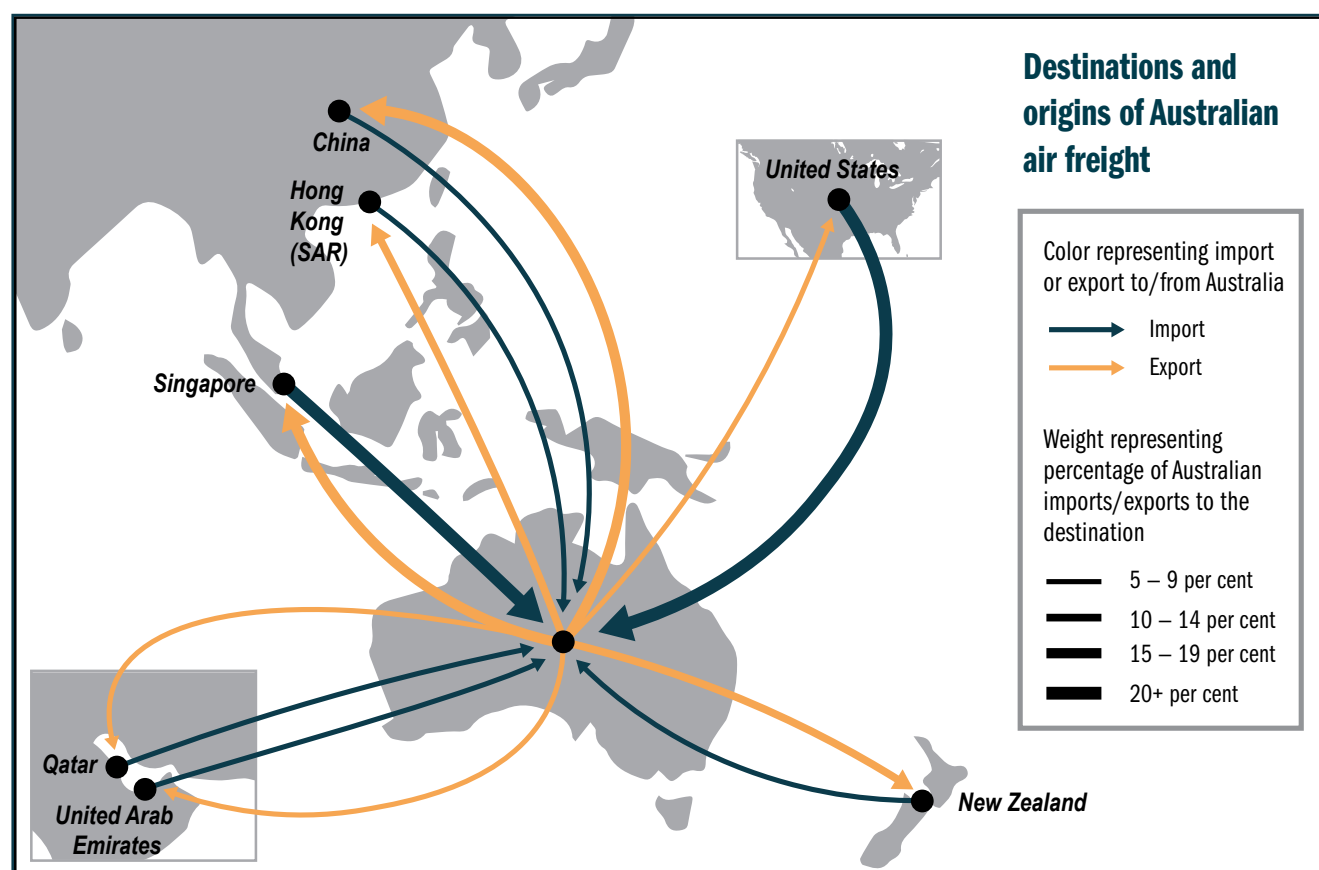 Destinations and
origins of Australian
air freight
China
Hong
Kong
(SAR)
United States
Singapore
Color representing import
or export to/from Australia
Import
Export
Weight representing
percentage of Australian
imports/exports to the
destination
5 – 9 per cent
10 – 14 per cent
15 – 19 per cent
20+ per cent
Qatar
United Arab
Emirates
New Zealand